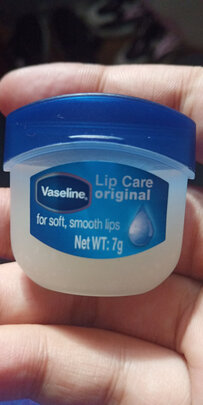 Vaseline.
Lip Care
original
for soft, smooth lips
Net WT: 7g